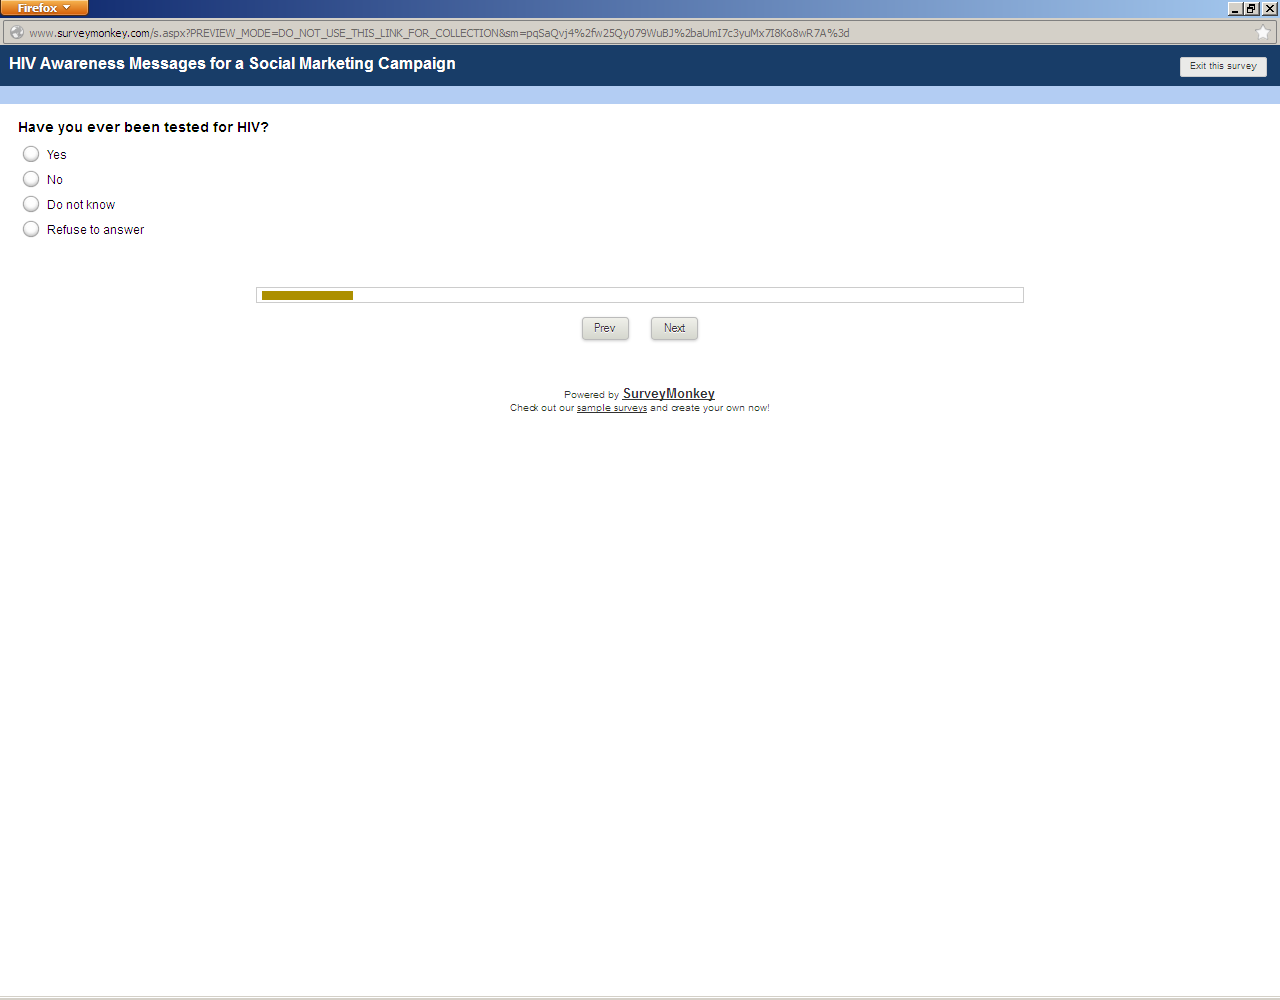 Firefox
www.surveymonkey.com/s.aspx?PREVIEW_MODE=DO_NOT_USE_THIS_LINK_FOR_COLLECTION&sm=pqSaQvj4%2fw25Qy079WuBJ%2baUmI7c3yuMx7I8Ko8wR7A%3d
HIV Awareness Messages for a Social Marketing Campaign
Exit this survey
Have you ever been tested for HIV?
Yes
No
Do not know
Refuse to answer
Prev Next
Powered by SurveyMonkey
Check out our sample surveys and create your own now!